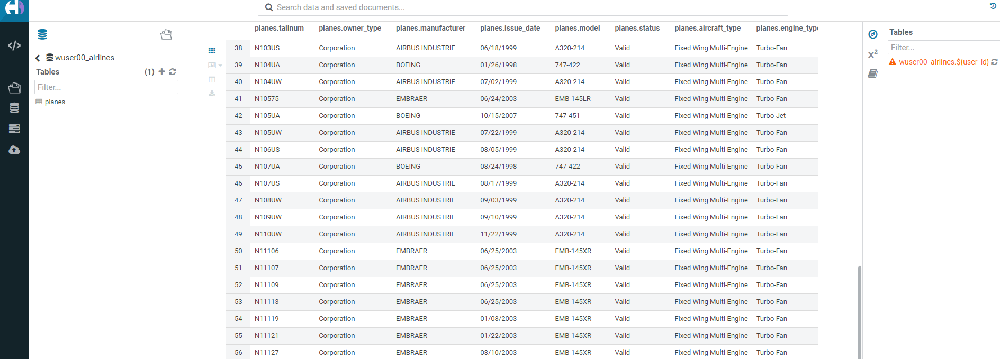 Search data and saved documents...
wuser00_airlines
Tables (1)
Filter...
planes
planes.tailnum planes.owner_type planes.manufacturer planes.issue_date planes.model planes.status planes.aircraft_type planes.engine_type
38 N103US Corporation AIRBUS INDUSTRIE 06/18/1999 A320-214 Valid Fixed Wing Multi-Engine Turbo-Fan
39 N104UA Corporation BOEING 01/26/1998 747-422 Valid Fixed Wing Multi-Engine Turbo-Fan
40 N104UW Corporation AIRBUS INDUSTRIE 07/02/1999 A320-214 Valid Fixed Wing Multi-Engine Turbo-Fan
41 N10575 Corporation EMBRAER 06/24/2003 EMB-145LR Valid Fixed Wing Multi-Engine Turbo-Fan
42 N105UA Corporation BOEING 10/15/2007 747-451 Valid Fixed Wing Multi-Engine Turbo-Jet
43 N105UW Corporation AIRBUS INDUSTRIE 07/22/1999 A320-214 Valid Fixed Wing Multi-Engine Turbo-Fan
44 N106US Corporation AIRBUS INDUSTRIE 08/05/1999 A320-214 Valid Fixed Wing Multi-Engine Turbo-Fan
45 N107UA Corporation BOEING 08/24/1998 747-422 Valid Fixed Wing Multi-Engine Turbo-Fan
46 N107US Corporation AIRBUS INDUSTRIE 08/17/1999 A320-214 Valid Fixed Wing Multi-Engine Turbo-Fan
47 N108UW Corporation AIRBUS INDUSTRIE 09/03/1999 A320-214 Valid Fixed Wing Multi-Engine Turbo-Fan
48 N109UW Corporation AIRBUS INDUSTRIE 09/10/1999 A320-214 Valid Fixed Wing Multi-Engine Turbo-Fan
49 N110UW Corporation AIRBUS INDUSTRIE 11/22/1999 A320-214 Valid Fixed Wing Multi-Engine Turbo-Fan
50 N11106 Corporation EMBRAER 06/25/2003 EMB-145XR Valid Fixed Wing Multi-Engine Turbo-Fan
51 N11107 Corporation EMBRAER 06/25/2003 EMB-145XR Valid Fixed Wing Multi-Engine Turbo-Fan
52 N11109 Corporation EMBRAER 06/25/2003 EMB-145XR Valid Fixed Wing Multi-Engine Turbo-Fan
53 N11113 Corporation EMBRAER 06/25/2003 EMB-145XR Valid Fixed Wing Multi-Engine Turbo-Fan
54 N11119 Corporation EMBRAER 01/08/2003 EMB-145XR Valid Fixed Wing Multi-Engine Turbo-Fan
55 N11121 Corporation EMBRAER 01/22/2003 EMB-145XR Valid Fixed Wing Multi-Engine Turbo-Fan
56 N11127 Corporation EMBRAER 03/10/2003 EMB-145XR Valid Fixed Wing Multi-Engine Turbo-Fan
x²
Tables
Filter...
wuser00_airlines.${user_id}